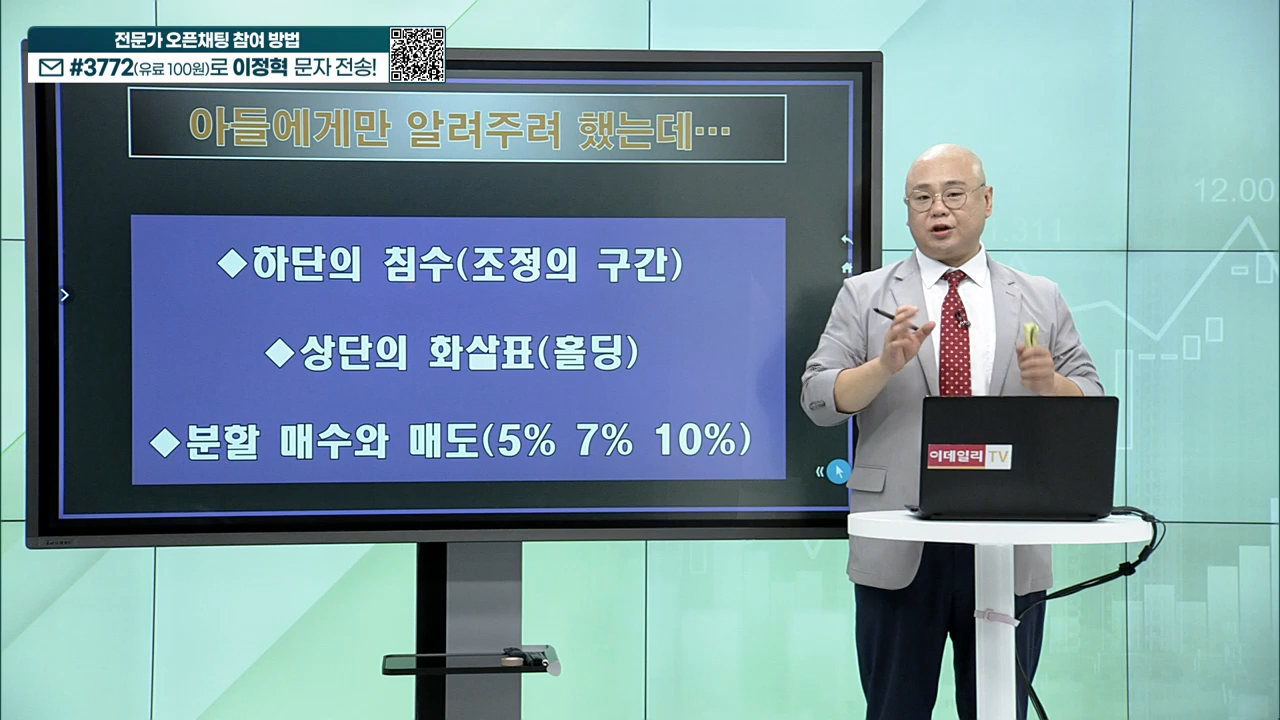 전문가 오픈채팅 참여 방법
#3772(유료 100원)로 이정혁 문자 전송!
아들에게만 알려주려 했는데…
◆하단의 침수(조정의 구간)
◆상단의 화살표(홀딩)
◆분할 매수와 매도(5% 7% 10%)
12.00
이데일리 TV